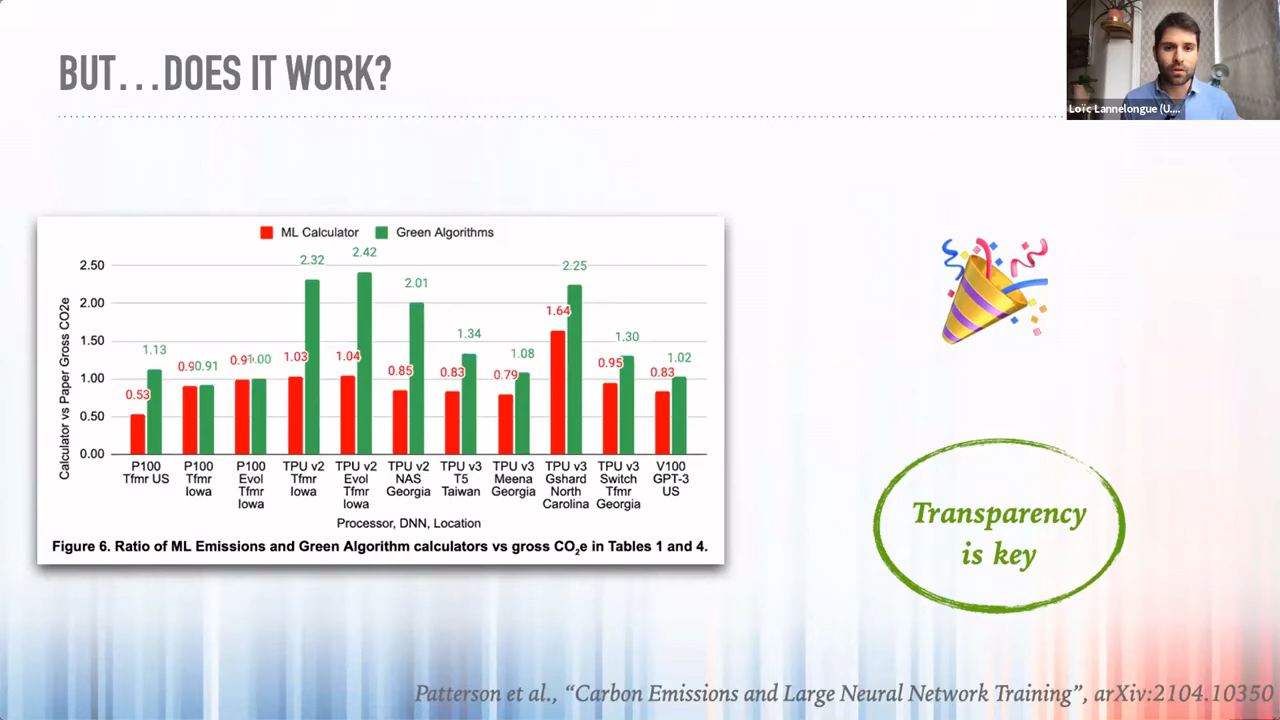 BUT...DOES IT WORK?
Loïc Lannelongue (U....
ML Calculator
Green Algorithms
Calculator vs Paper Gross CO2e
2.50
2.00
1.50
1.00
0.50
0.00
0.53
1.13
0.91
1.00
1.03
2.32
1.04
2.42
0.85
2.01
0.83
1.34
0.79
1.08
1.64
2.25
0.95
1.30
0.83
1.02
P100
Tfmr US
P100
Tfmr
Iowa
P100
Evol
Tfmr
Iowa
TPU v2
Tfmr
Iowa
TPU v2
Evol
Tfmr
Iowa
TPU v2
NAS
Georgia
TPU v3
T5
Taiwan
TPU v3
Meena
Georgia
TPU v3
Gshard
North
Carolina
TPU v3
Switch
Tfmr
Georgia
V100
GPT-3
US
Processor, DNN, Location
Figure 6. Ratio of ML Emissions and Green Algorithm calculators vs gross CO₂e in Tables 1 and 4.
Transparency
is key
Patterson et al., “Carbon Emissions and Large Neural Network Training”, arXiv:2104.10350